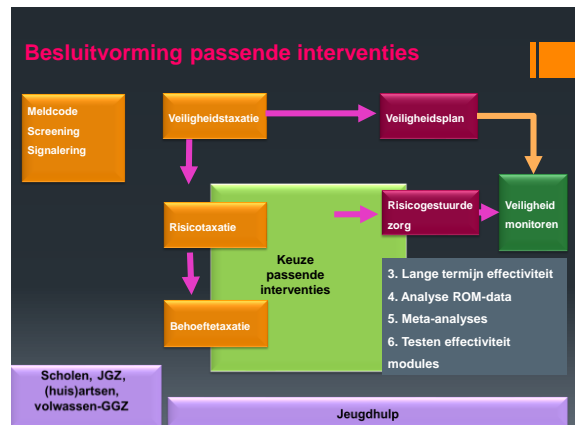 Besluitvorming passende interventies
Meldcode
Screening
Signalering
Veiligheidstaxatie
Veiligheidsplan
Risicotaxatie
Risicogestuurde
zorg
Veiligheid
monitoren
Keuze
passende
interventies
Behoeftetaxatie
3. Lange termijn effectiviteit
4. Analyse ROM-data
5. Meta-analyses
6. Testen effectiviteit
modules
Scholen, JGZ,
(huis)artsen,
volwassen-GGZ
Jeugdhulp